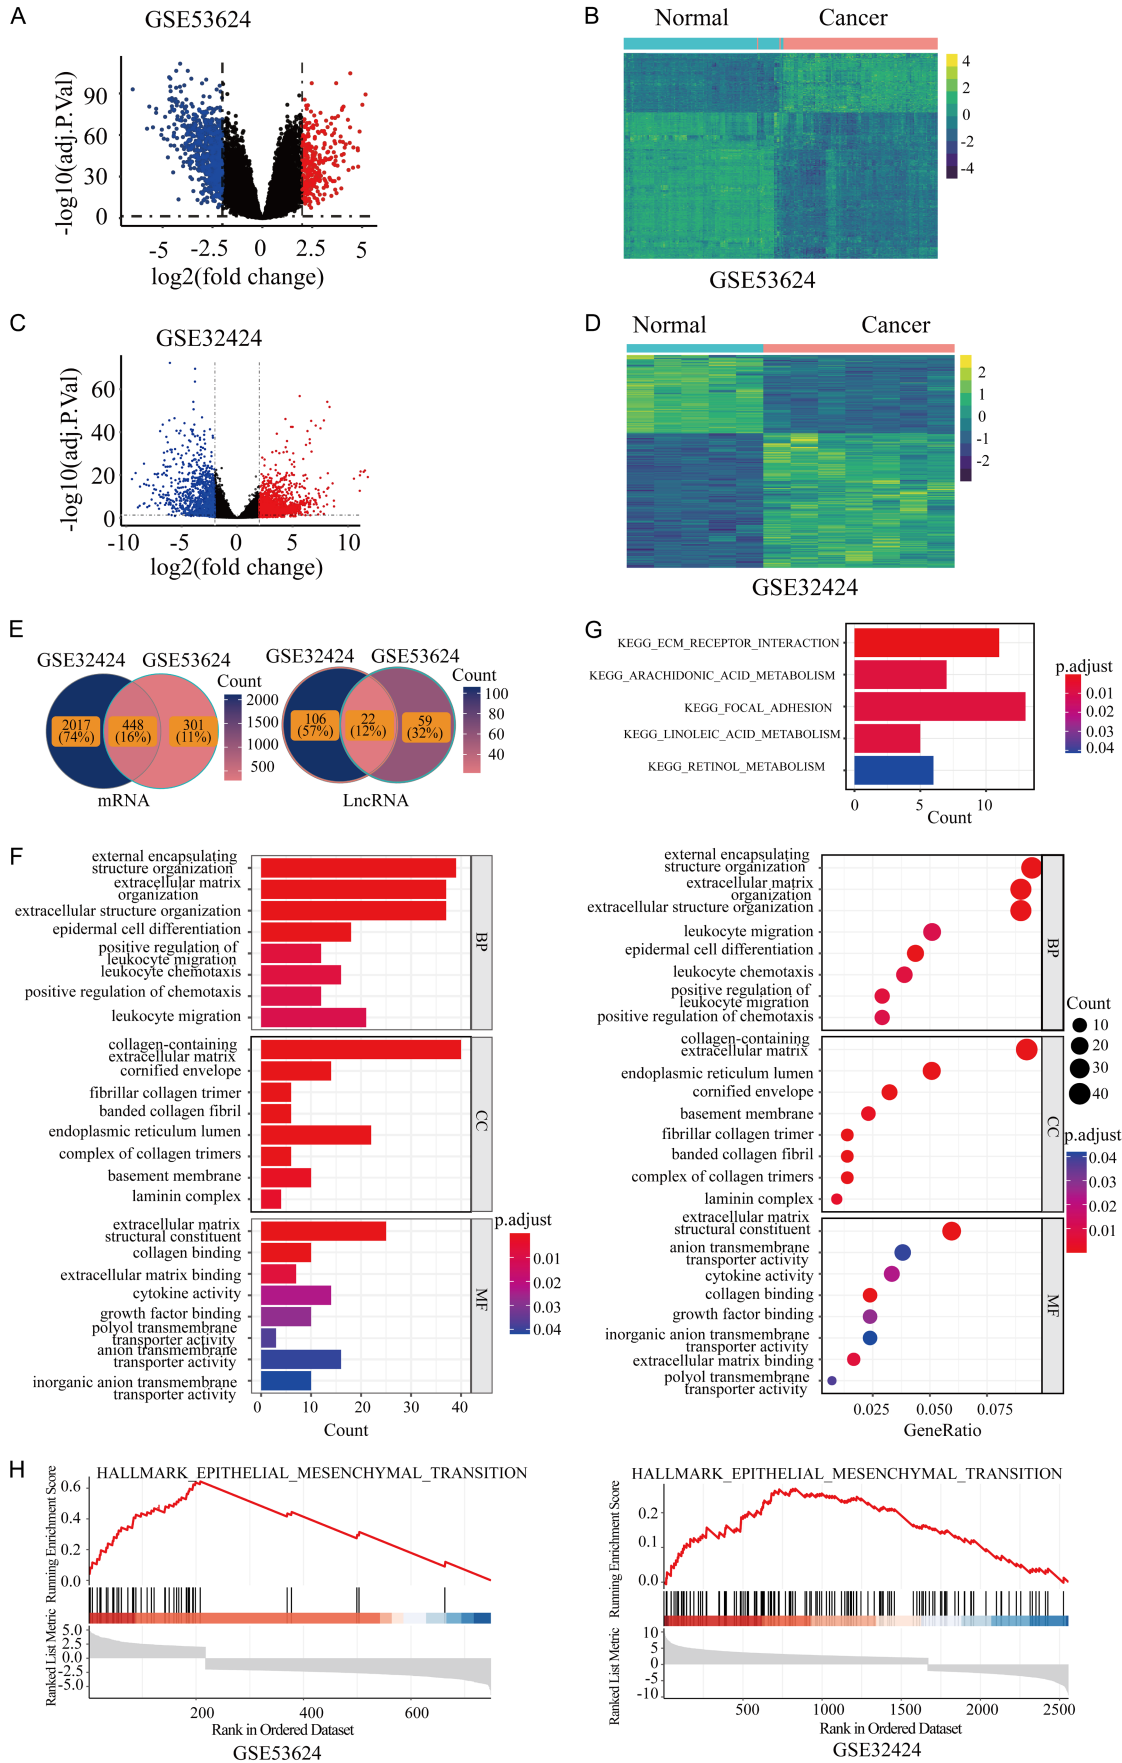 A
GSE53624
-log10(adj.P.Val)
90
60
30
0
-5
-2.5
0
2.5
5
log2(fold change)
B
Normal
Cancer
4
2
0
-2
-4
GSE53624
C
GSE32424
-log10(adj.P.Val)
60
40
20
0
-10
-5
0
5
10
log2(fold change)
D
Normal
Cancer
2
1
0
-1
-2
GSE32424
E
GSE32424
GSE53624
2017
(74%)
448
(16%)
301
(11%)
mRNA
Count
2000
1500
1000
500
GSE32424
GSE53624
106
(57%)
22
(12%)
59
(32%)
LncRNA
Count
100
80
60
40
G
KEGG_ECM_RECEPTOR_INTERACTION
KEGG_ARACHIDONIC_ACID_METABOLISM
KEGG_FOCAL_ADHESION
KEGG_LINOLEIC_ACID_METABOLISM
KEGG_RETINOL_METABOLISM
0
5
10
Count
p.adjust
0.01
0.02
0.03
0.04
F
external encapsulating
structure organization
extracellular matrix
organization
extracellular structure organization
epidermal cell differentiation
positive regulation of
leukocyte migration
leukocyte chemotaxis
positive regulation of chemotaxis
leukocyte migration
BP
collagen-containing
extracellular matrix
cornified envelope
fibrillar collagen trimer
banded collagen fibril
endoplasmic reticulum lumen
complex of collagen trimers
basement membrane
laminin complex
CC
extracellular matrix
structural constituent
collagen binding
extracellular matrix binding
cytokine activity
growth factor binding
polyol transmembrane
transporter activity
anion transmembrane
transporter activity
inorganic anion transmembrane
transporter activity
MF
0
10
20
30
40
Count
p.adjust
0.01
0.02
0.03
0.04
external encapsulating
structure organization
extracellular matrix
organization
extracellular structure organization
leukocyte migration
epidermal cell differentiation
leukocyte chemotaxis
positive regulation of
leukocyte migration
positive regulation of chemotaxis
BP
collagen-containing
extracellular matrix
endoplasmic reticulum lumen
cornified envelope
basement membrane
fibrillar collagen trimer
banded collagen fibril
complex of collagen trimers
laminin complex
CC
extracellular matrix
structural constituent
anion transmembrane
transporter activity
cytokine activity
collagen binding
growth factor binding
inorganic anion transmembrane
transporter activity
extracellular matrix binding
polyol transmembrane
transporter activity
MF
0.025
0.050
0.075
GeneRatio
Count
10
20
30
40
p.adjust
0.04
0.03
0.02
0.01
H
HALLMARK_EPITHELIAL_MESENCHYMAL_TRANSITION
Running Enrichment Score
0.6
0.4
0.2
0.0
Ranked List Metric
5.0
2.5
0.0
-2.5
-5.0
200
400
600
Rank in Ordered Dataset
GSE53624
HALLMARK_EPITHELIAL_MESENCHYMAL_TRANSITION
Running Enrichment Score
0.2
0.1
0.0
Ranked List Metric
10
5
0
-5
-10
500
1000
1500
2000
2500
Rank in Ordered Dataset
GSE32424